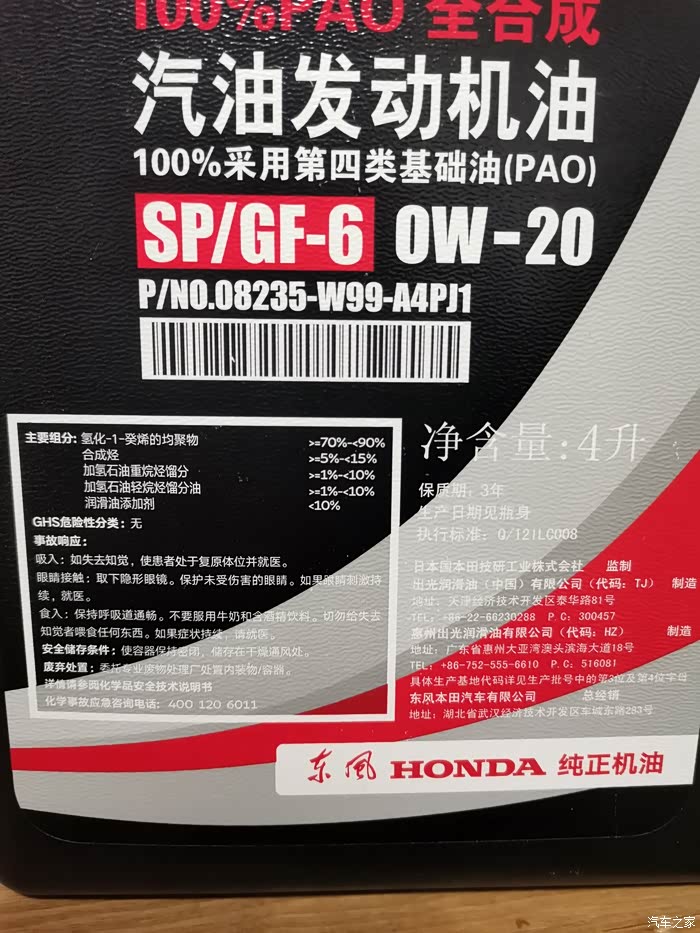 100%PAO 全合成
汽油发动机油
100%采用第四类基础油(PAO)
SP/GF-6 0W-20
P/NO.08235-W99-A4PJ1
主要组分: 氢化-1-癸烯的均聚物 >=70%-<90%
合成烃 >=5%-<15%
加氢石油重烷烃馏分 >=1%-<10%
加氢石油轻烷烃馏分油 >=1%-<10%
润滑油添加剂 <10%
GHS危险性分类: 无
事故响应:
吸入: 如失去知觉, 使患者处于复原体位并就医。
眼睛接触: 取下隐形眼镜。保护未受伤害的眼睛。如果眼睛刺激持
续, 就医。
食入: 保持呼吸道通畅。不要服用牛奶和含酒精饮料。切勿给失去
知觉者喂食任何东西。如果症状持续, 请就医。
安全储存条件: 使容器保持密闭, 储存在干燥通风处。
废弃处置: 委托专业废物处理厂处置内装物/容器。
详情请参阅化学品安全技术说明书
化学事故应急咨询电话: 400 120 6011
净含量:4升
保质期: 3年
生产日期见瓶身
执行标准: Q/12ILC008
日本国本田技研工业株式会社 监制
出光润滑油（中国）有限公司（代码: TJ） 制造
地址: 天津经济技术开发区泰华路81号
TEL: +86-22-66230288 P.C: 300457
惠州出光润滑油有限公司（代码: HZ） 制造
地址: 广东省惠州大亚湾澳头滨海大道18号
TEL: +86-752-555-6610 P.C: 516081
具体生产基地代码详见生产批号中的第3位及第4位字母
东风本田汽车有限公司 总经销
地址: 湖北省武汉经济技术开发区车城东路283号
东风 HONDA 纯正机油
汽车之家